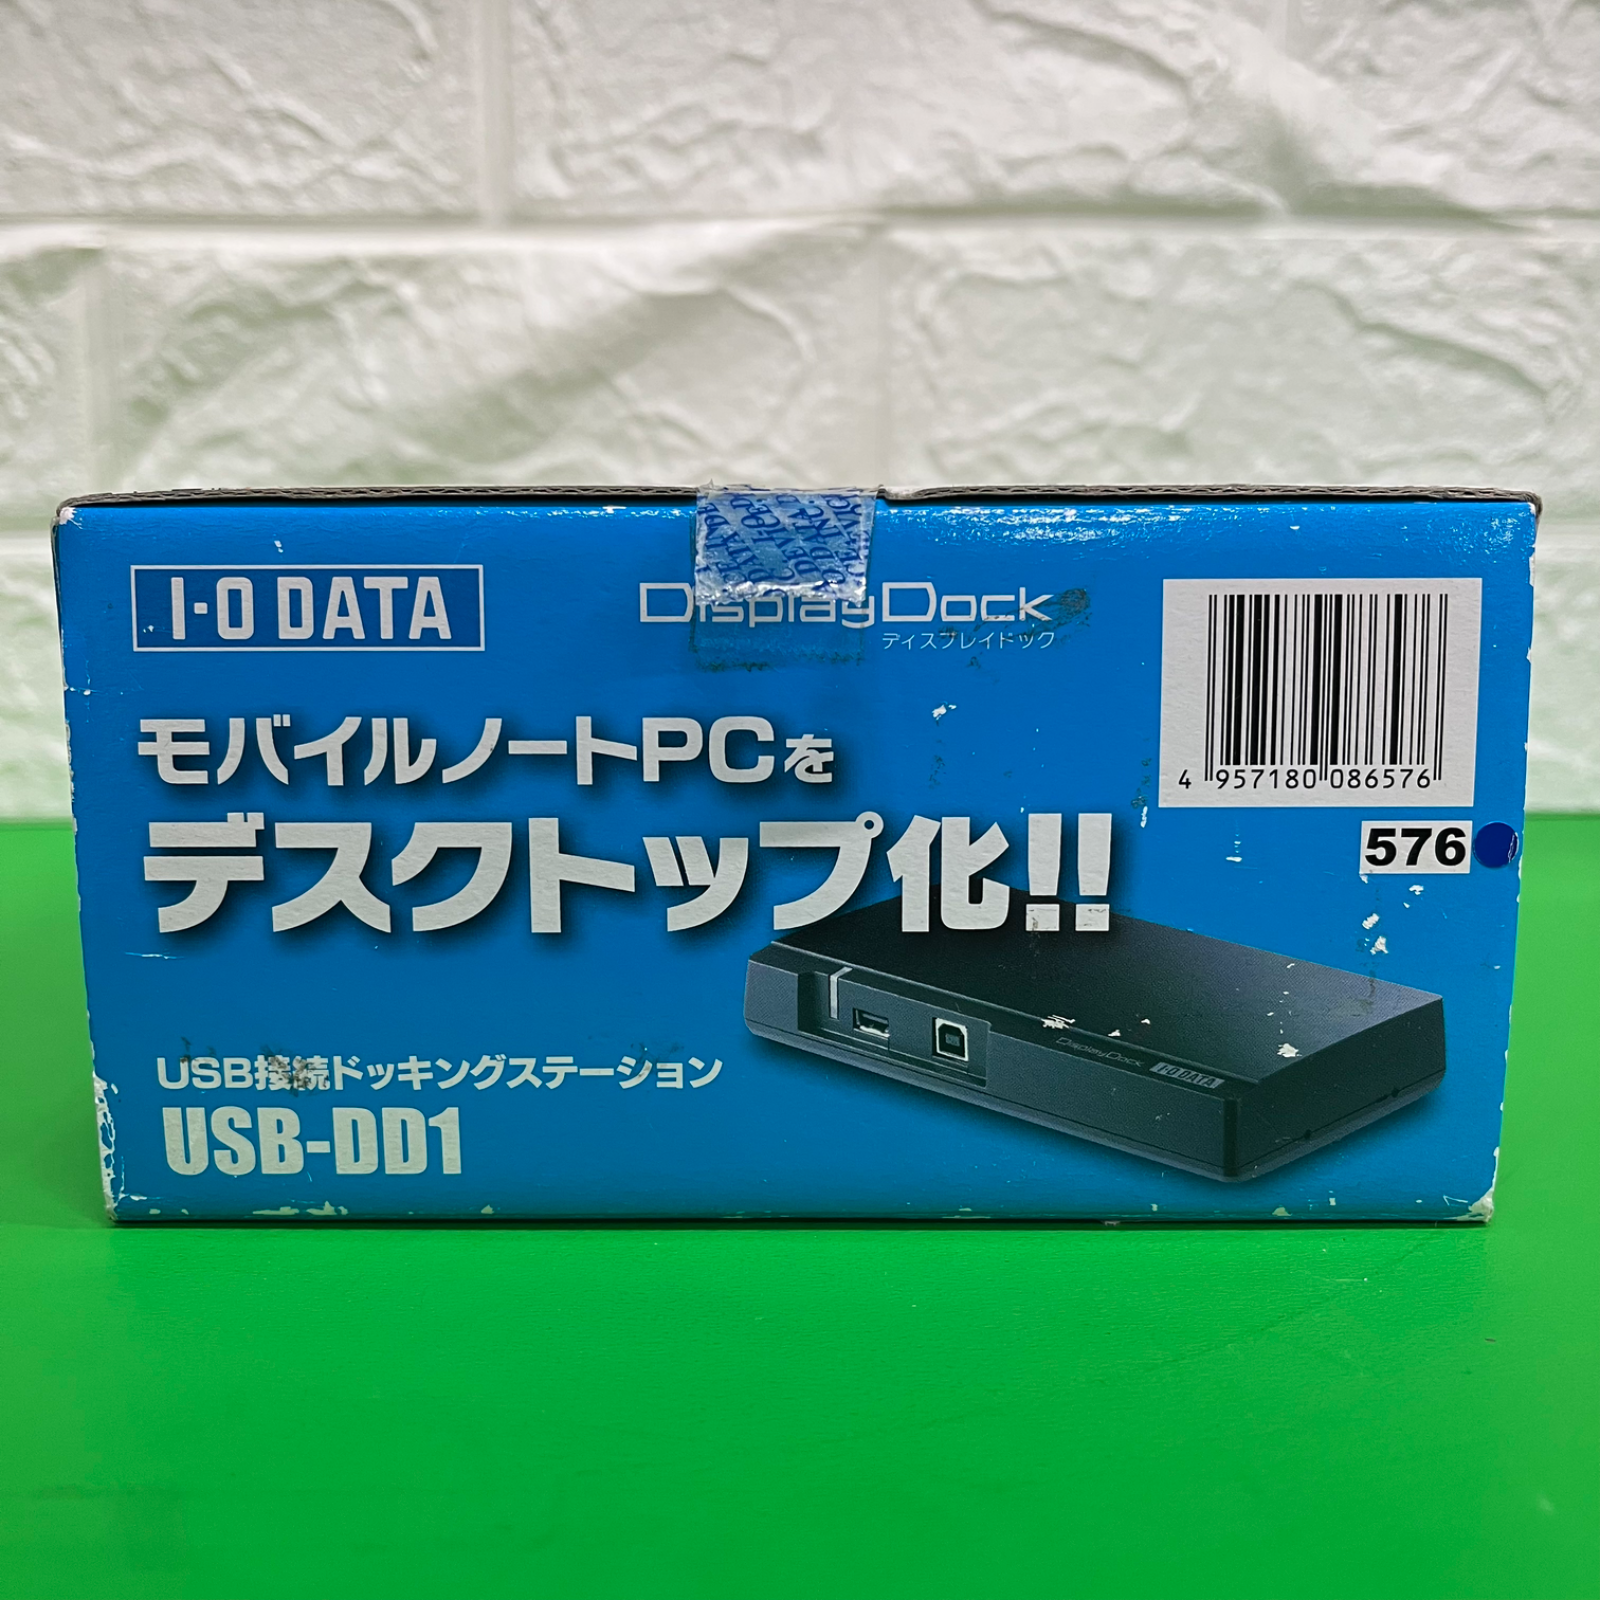 I-O DATA
DisplayDock
ディスプレイドック
モバイルノートPCを
デスクトップ化!!
4 957180 086576
576
USB接続ドッキングステーション
USB-DD1
DisplayDock I-O DATA